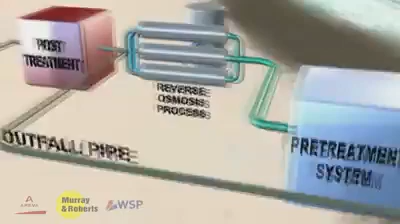 POST
TREATMENT
REVERSE
OSMOSIS
PROCESS
OUTFALL PIPE
PRETREATMENT
SYSTEM
Murray
& Roberts
WSP